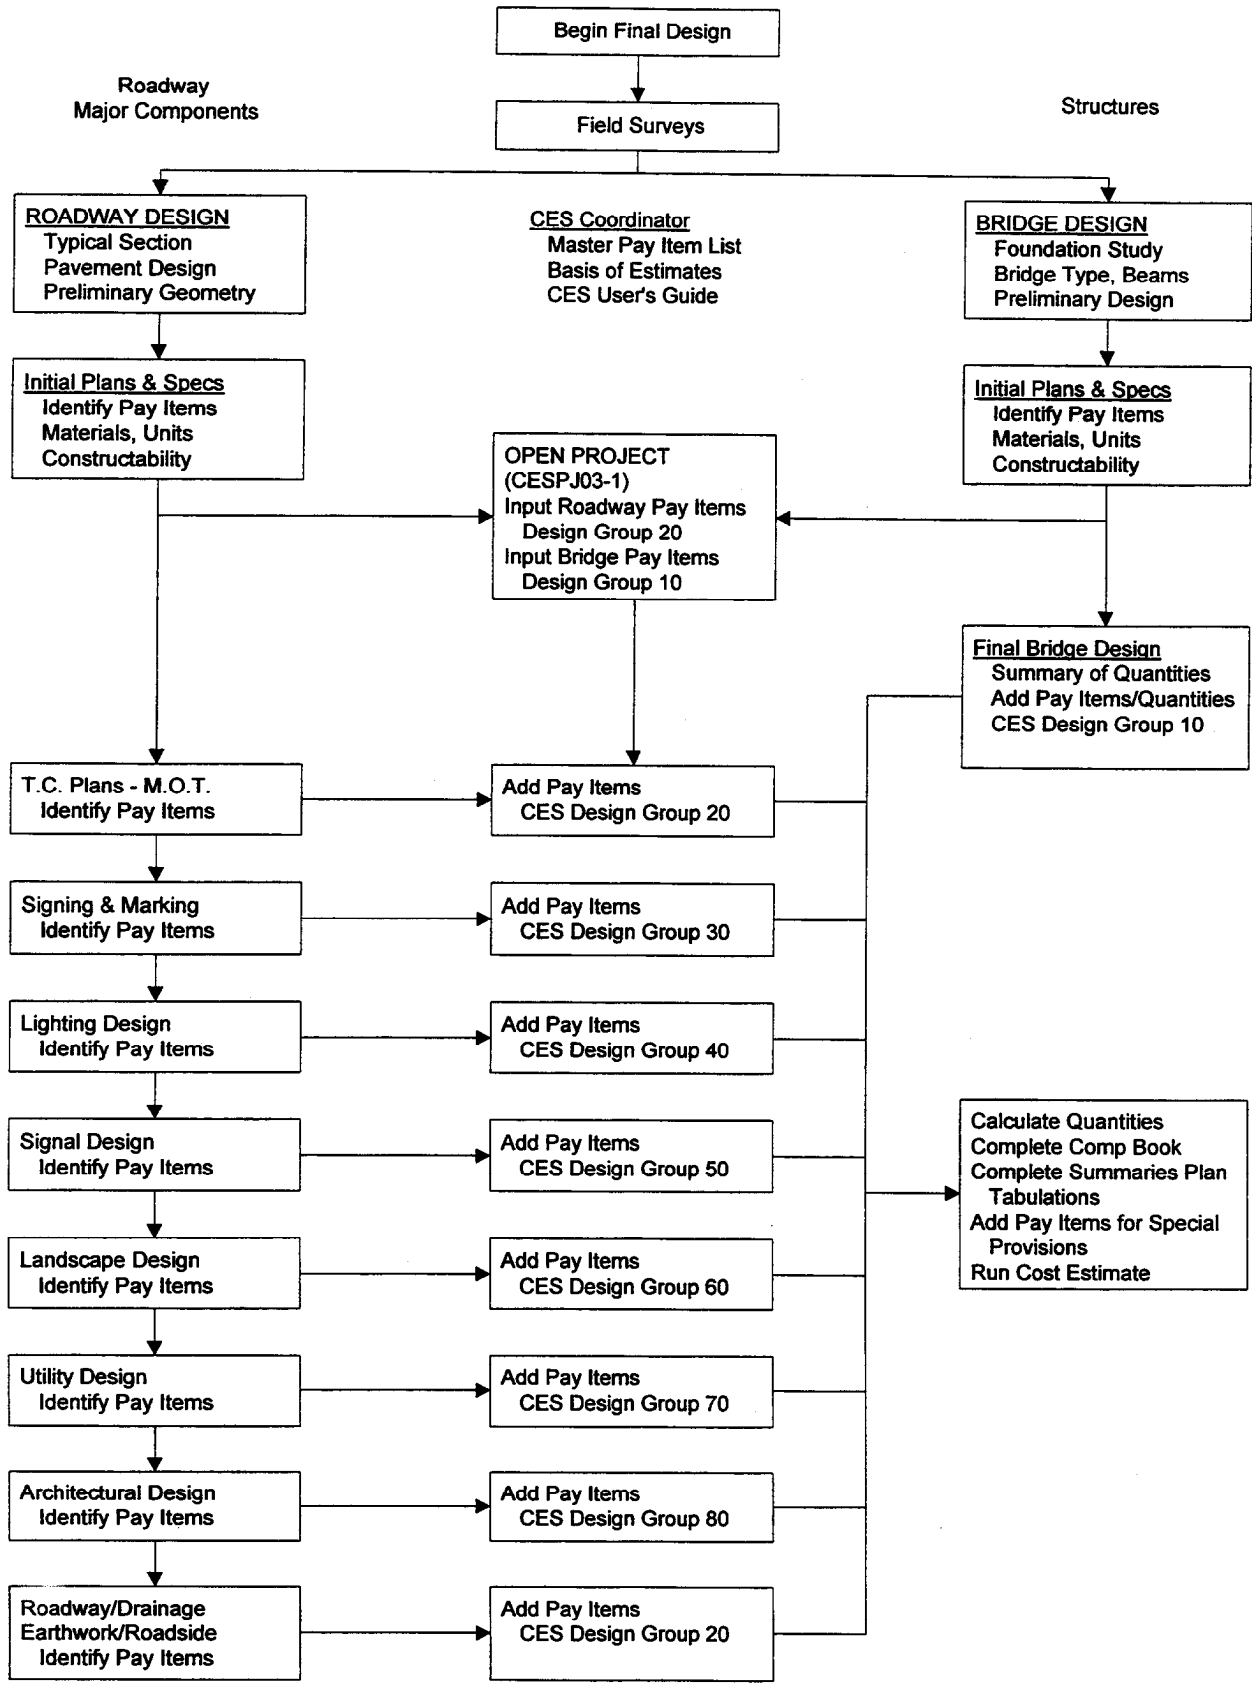 Begin Final Design
Roadway
Major Components
Field Surveys
Structures
ROADWAY DESIGN
Typical Section
Pavement Design
Preliminary Geometry
CES Coordinator
Master Pay Item List
Basis of Estimates
CES User's Guide
BRIDGE DESIGN
Foundation Study
Bridge Type, Beams
Preliminary Design
Initial Plans & Specs
Identify Pay Items
Materials, Units
Constructability
Initial Plans & Specs
Identify Pay Items
Materials, Units
Constructability
OPEN PROJECT
(CESPJ03-1)
Input Roadway Pay Items
Design Group 20
Input Bridge Pay Items
Design Group 10
Final Bridge Design
Summary of Quantities
Add Pay Items/Quantities
CES Design Group 10
T.C. Plans - M.O.T.
Identify Pay Items
Add Pay Items
CES Design Group 20
Signing & Marking
Identify Pay Items
Add Pay Items
CES Design Group 30
Lighting Design
Identify Pay Items
Add Pay Items
CES Design Group 40
Signal Design
Identify Pay Items
Add Pay Items
CES Design Group 50
Calculate Quantities
Complete Comp Book
Complete Summaries Plan
Tabulations
Add Pay Items for Special
Provisions
Run Cost Estimate
Landscape Design
Identify Pay Items
Add Pay Items
CES Design Group 60
Utility Design
Identify Pay Items
Add Pay Items
CES Design Group 70
Architectural Design
Identify Pay Items
Add Pay Items
CES Design Group 80
Roadway/Drainage
Earthwork/Roadside
Identify Pay Items
Add Pay Items
CES Design Group 20